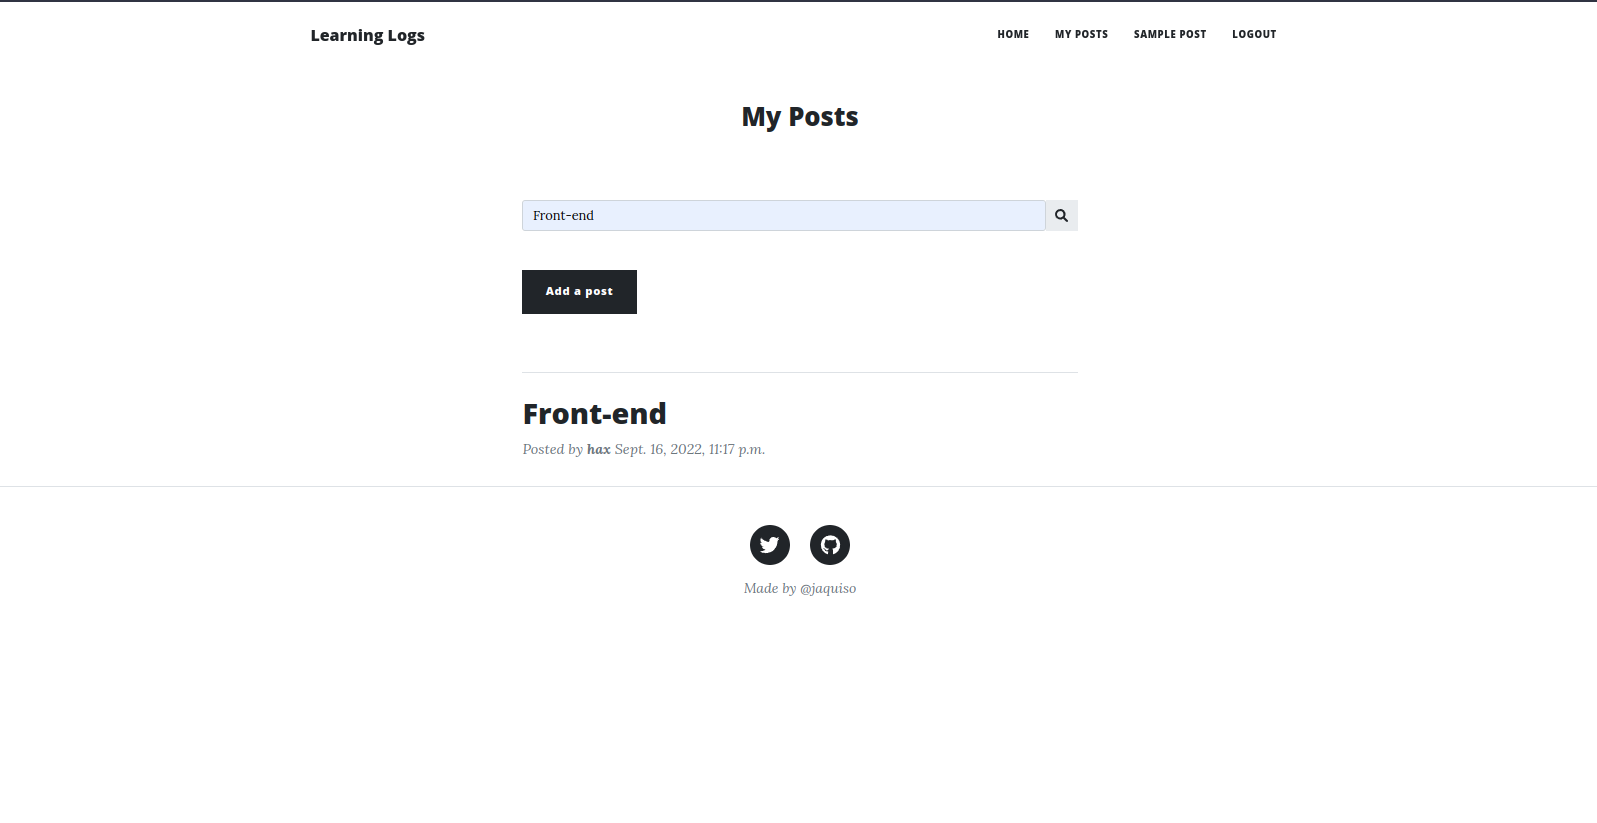 Learning Logs
HOME MY POSTS SAMPLE POST LOGOUT
My Posts
Front-end
Add a post
Front-end
Posted by hax Sept. 16, 2022, 11:17 p.m.
Made by @jaquiso